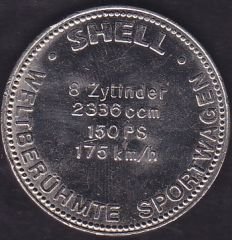 · SHELL ·
8 Zylinder
2336 ccm
150 PS
175 km/h
WELTBERÜHMTE SPORTWAGEN